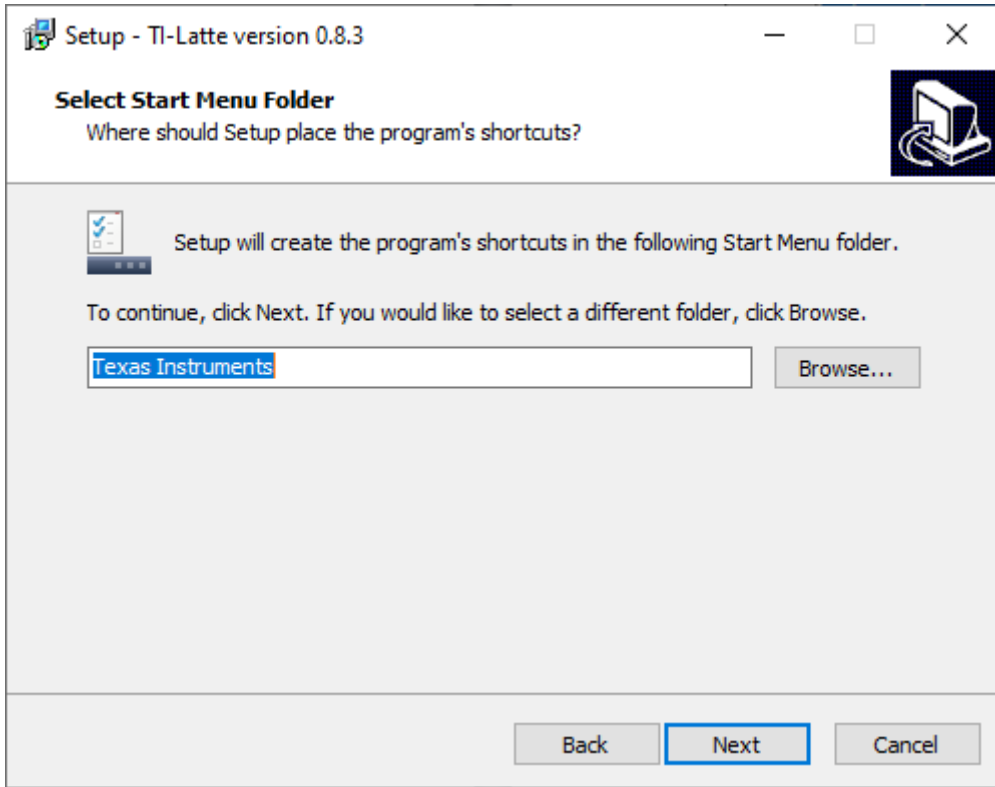 Setup - TI-Latte version 0.8.3
Select Start Menu Folder
Where should Setup place the program's shortcuts?
Setup will create the program's shortcuts in the following Start Menu folder.
To continue, click Next. If you would like to select a different folder, click Browse.
Texas Instruments
Browse...
Back
Next
Cancel